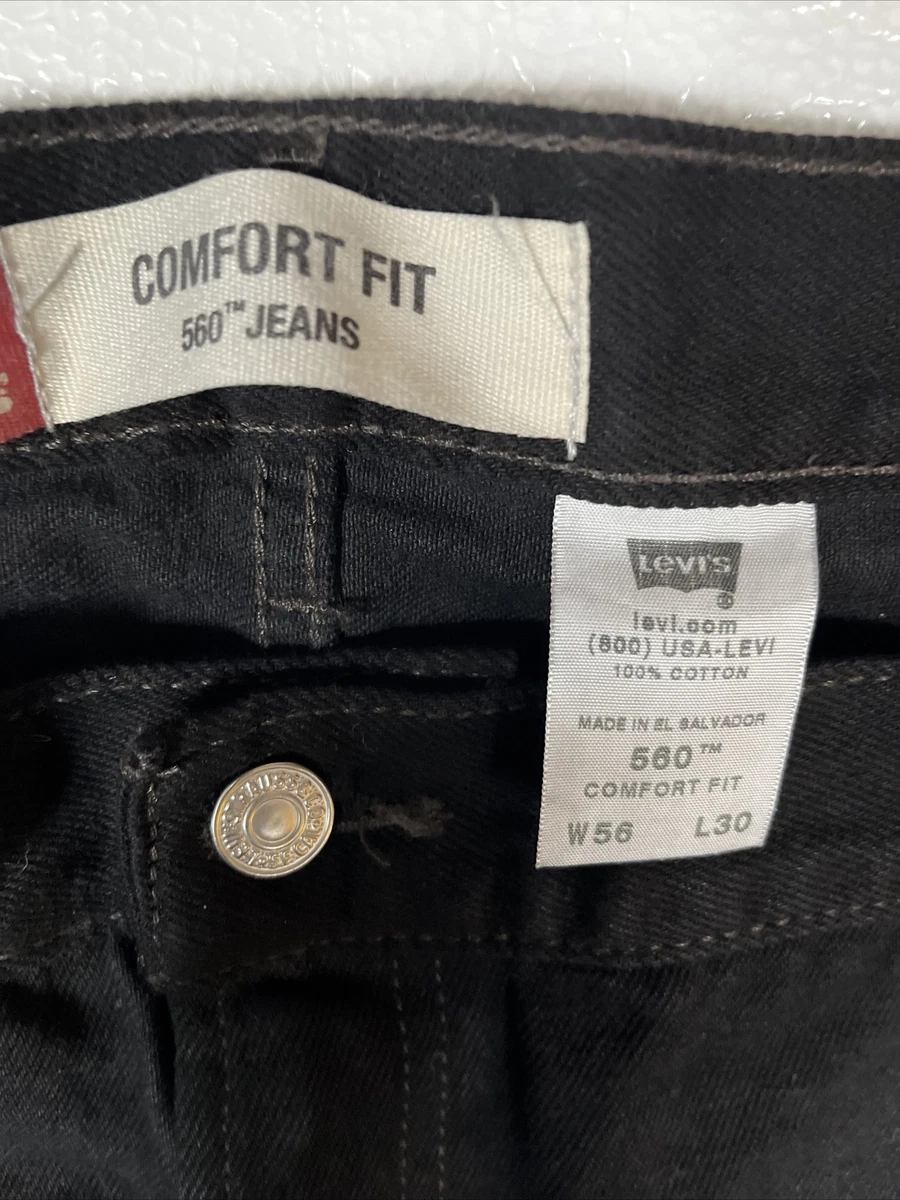 COMFORT FIT
560™ JEANS
LEVI'S
®
levi.com
(800) USA-LEVI
100% COTTON
MADE IN EL SALVADOR
560™
COMFORT FIT
W56 L30